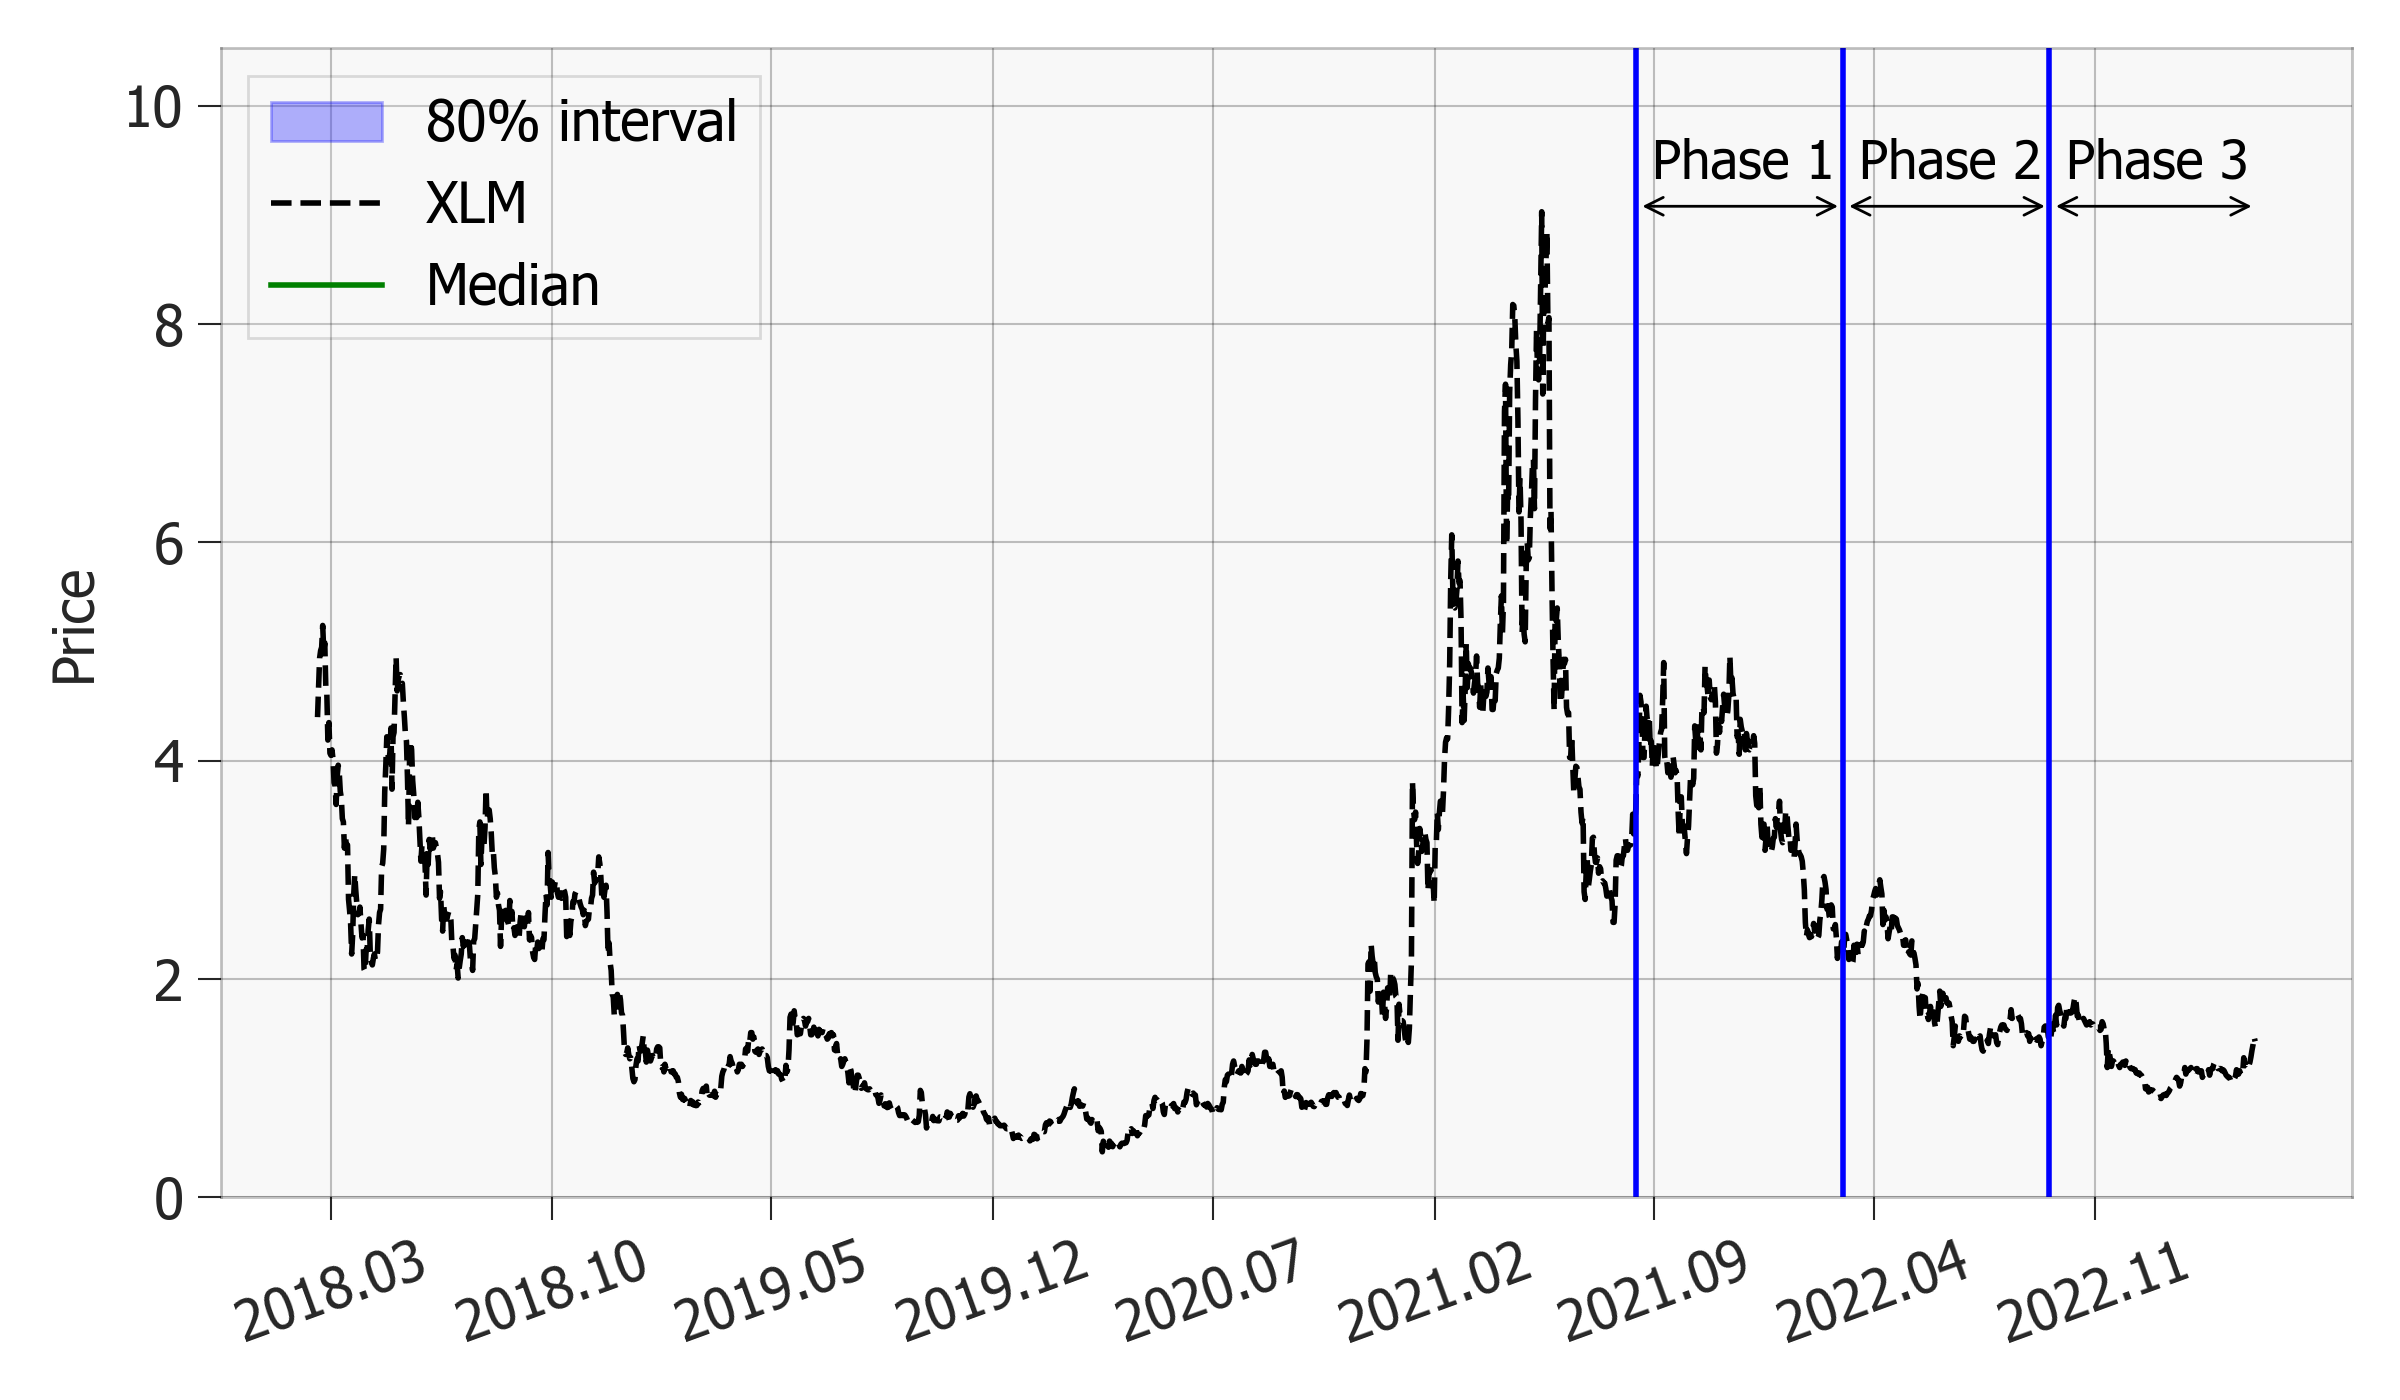 80% interval
XLM
Median
Phase 1
Phase 2
Phase 3
Price
10
8
6
4
2
0
2018.03
2018.10
2019.05
2019.12
2020.07
2021.02
2021.09
2022.04
2022.11